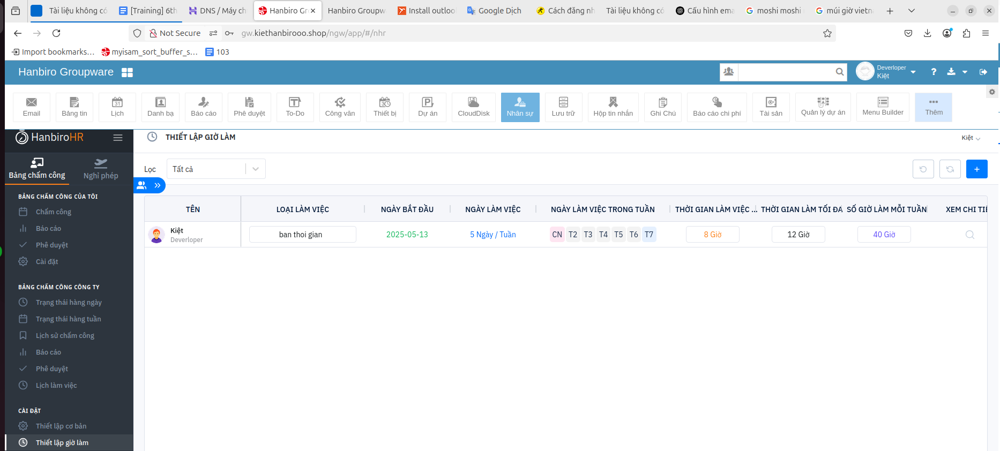 Tài liệu không có
[Training] 6th
DNS / Máy ch
Hanbiro Gr
Hanbiro Groupw
Install outloo
Google Dịch
Cách đăng nh
Tài liệu không có
Cấu hình ema
moshi moshi
múi giờ vietn
Not Secure
gw.kiethanbirooo.shop/ngw/app/#/nhr
Import bookmarks...
myisam_sort_buffer_s...
103
Hanbiro Groupware
Deverloper
Kiệt
?
Email
Bảng tin
31
Lịch
Danh bạ
Báo cáo
Phê duyệt
To-Do
Công văn
Thiết bị
Dự án
CloudDisk
Nhân sự
Lưu trữ
Hộp tin nhắn
Ghi Chú
Báo cáo chi phí
Tài sản
Quản lý dự án
Menu Builder
Thêm
HanbiroHR
THIẾT LẬP GIỜ LÀM
Kiệt
Bảng chấm công
Nghỉ phép
Lọc
Tất cả
BẢNG CHẤM CÔNG CỦA TÔI
Chấm công
Báo cáo
Phê duyệt
Cài đặt
BẢNG CHẤM CÔNG CÔNG TY
Trạng thái hàng ngày
Trạng thái hàng tuần
Lịch sử chấm công
Báo cáo
Phê duyệt
Lịch làm việc
CÀI ĐẶT
Thiết lập cơ bản
Thiết lập giờ làm
TÊN
LOẠI LÀM VIỆC
NGÀY BẮT ĐẦU
NGÀY LÀM VIỆC
NGÀY LÀM VIỆC TRONG TUẦN
THỜI GIAN LÀM VIỆC ...
THỜI GIAN LÀM TỐI ĐA
SỐ GIỜ LÀM MỖI TUẦN
XEM CHI TIẾ
Kiệt
Deverloper
ban thoi gian
2025-05-13
5 Ngày / Tuần
CN T2 T3 T4 T5 T6 T7
8 Giờ
12 Giờ
40 Giờ